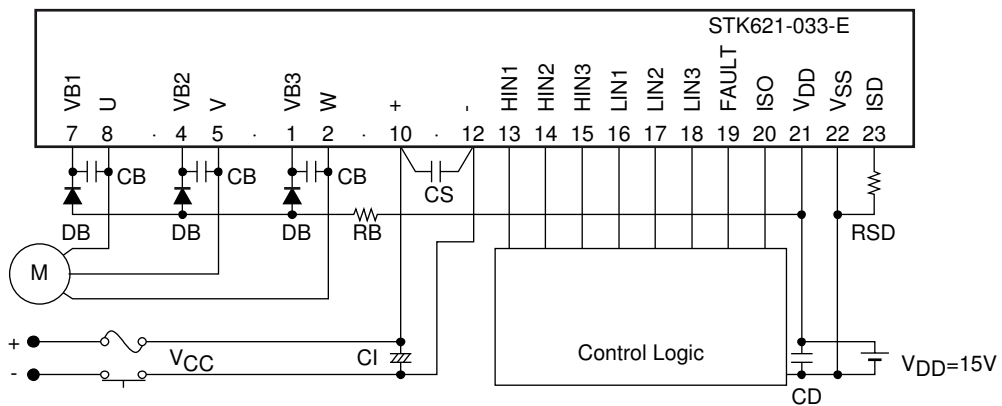 STK621-033-E
VB1 U VB2 V VB3 W + - HIN1 HIN2 HIN3 LIN1 LIN2 LIN3 FAULT ISO VDD VSS ISD
7 8 · 4 5 · 1 2 · 10 · 12 13 14 15 16 17 18 19 20 21 22 23
CB CB CB CS
DB DB DB RB RSD
M
+ VCC CI Control Logic VDD=15V
-
CD